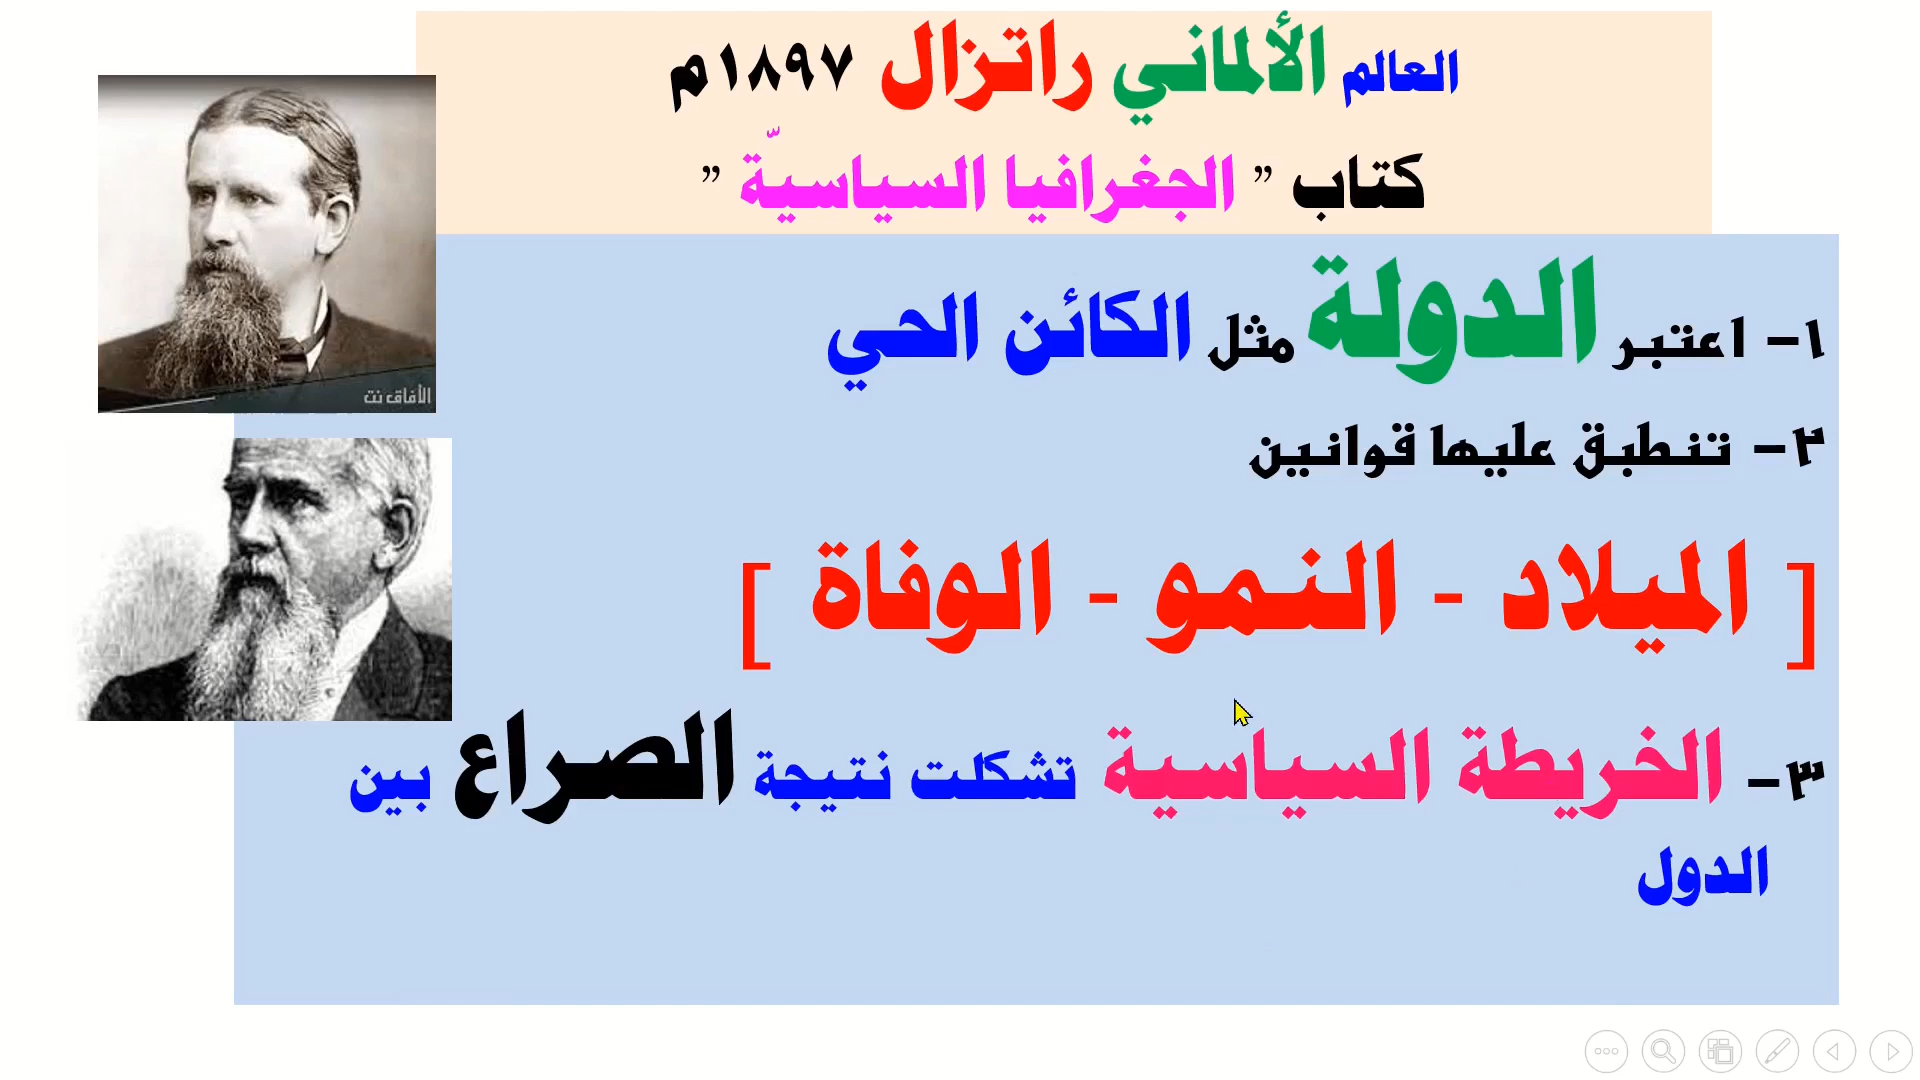 العالم الألماني راتزال ١٨٩٧م
كتاب ” الجغرافيا السياسيّة ”
١- اعتبر الدولة مثل الكائن الحي
٢- تنطبق عليها قوانين
[ الميلاد - النمو - الوفاة ]
٣- الخريطة السياسية تشكلت نتيجة الصراع بين
الدول
الأفاق نت